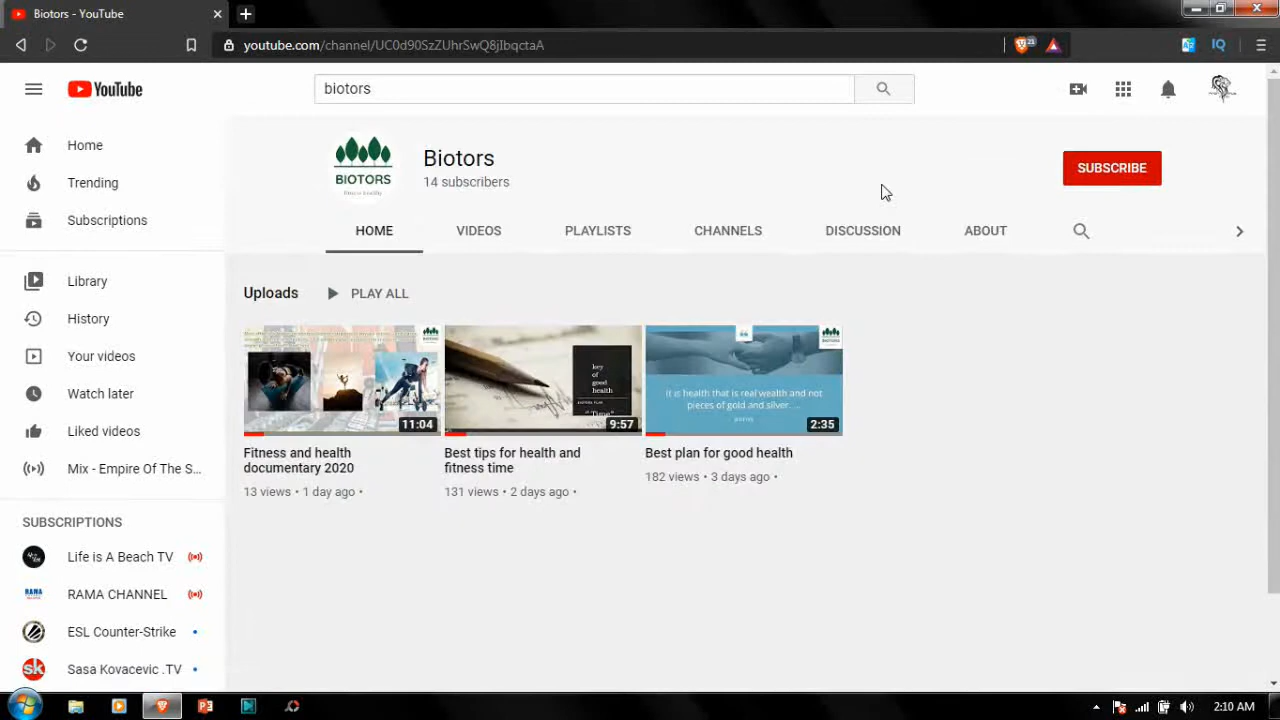 Biotors - YouTube
youtube.com/channel/UC0d90SzZUhrSwQ8jIbqctaA
21
IQ
YouTube
biotors
Home
Trending
Subscriptions
Library
History
Your videos
Watch later
Liked videos
Mix - Empire Of The S...
SUBSCRIPTIONS
Life is A Beach TV
RAMA
RAMA CHANNEL
ESL Counter-Strike
sk
Sasa Kovacevic .TV
BIOTORS
Biotors
14 subscribers
SUBSCRIBE
HOME
VIDEOS
PLAYLISTS
CHANNELS
DISCUSSION
ABOUT
Uploads
PLAY ALL
11:04
Fitness and health
documentary 2020
13 views • 1 day ago •
key
of
good
health
"Time"
9:57
Best tips for health and
fitness time
131 views • 2 days ago •
it is health that is real wealth and not
pieces of gold and silver....
2:35
Best plan for good health
182 views • 3 days ago •
2:10 AM